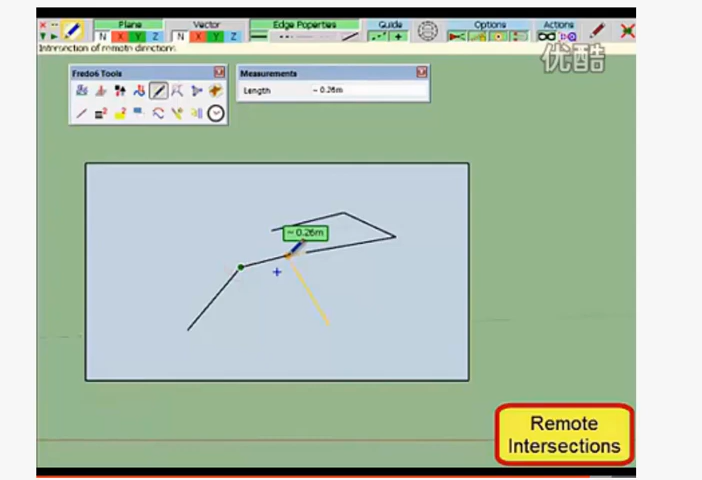 Plane Vector Edge Poperties Guide Options Actions
N X Y Z N X Y Z
Intersection of remote directions
优酷
Fredo6 Tools
Measurements
Length ~ 0.26m
~ 0.26m
Remote
Intersections